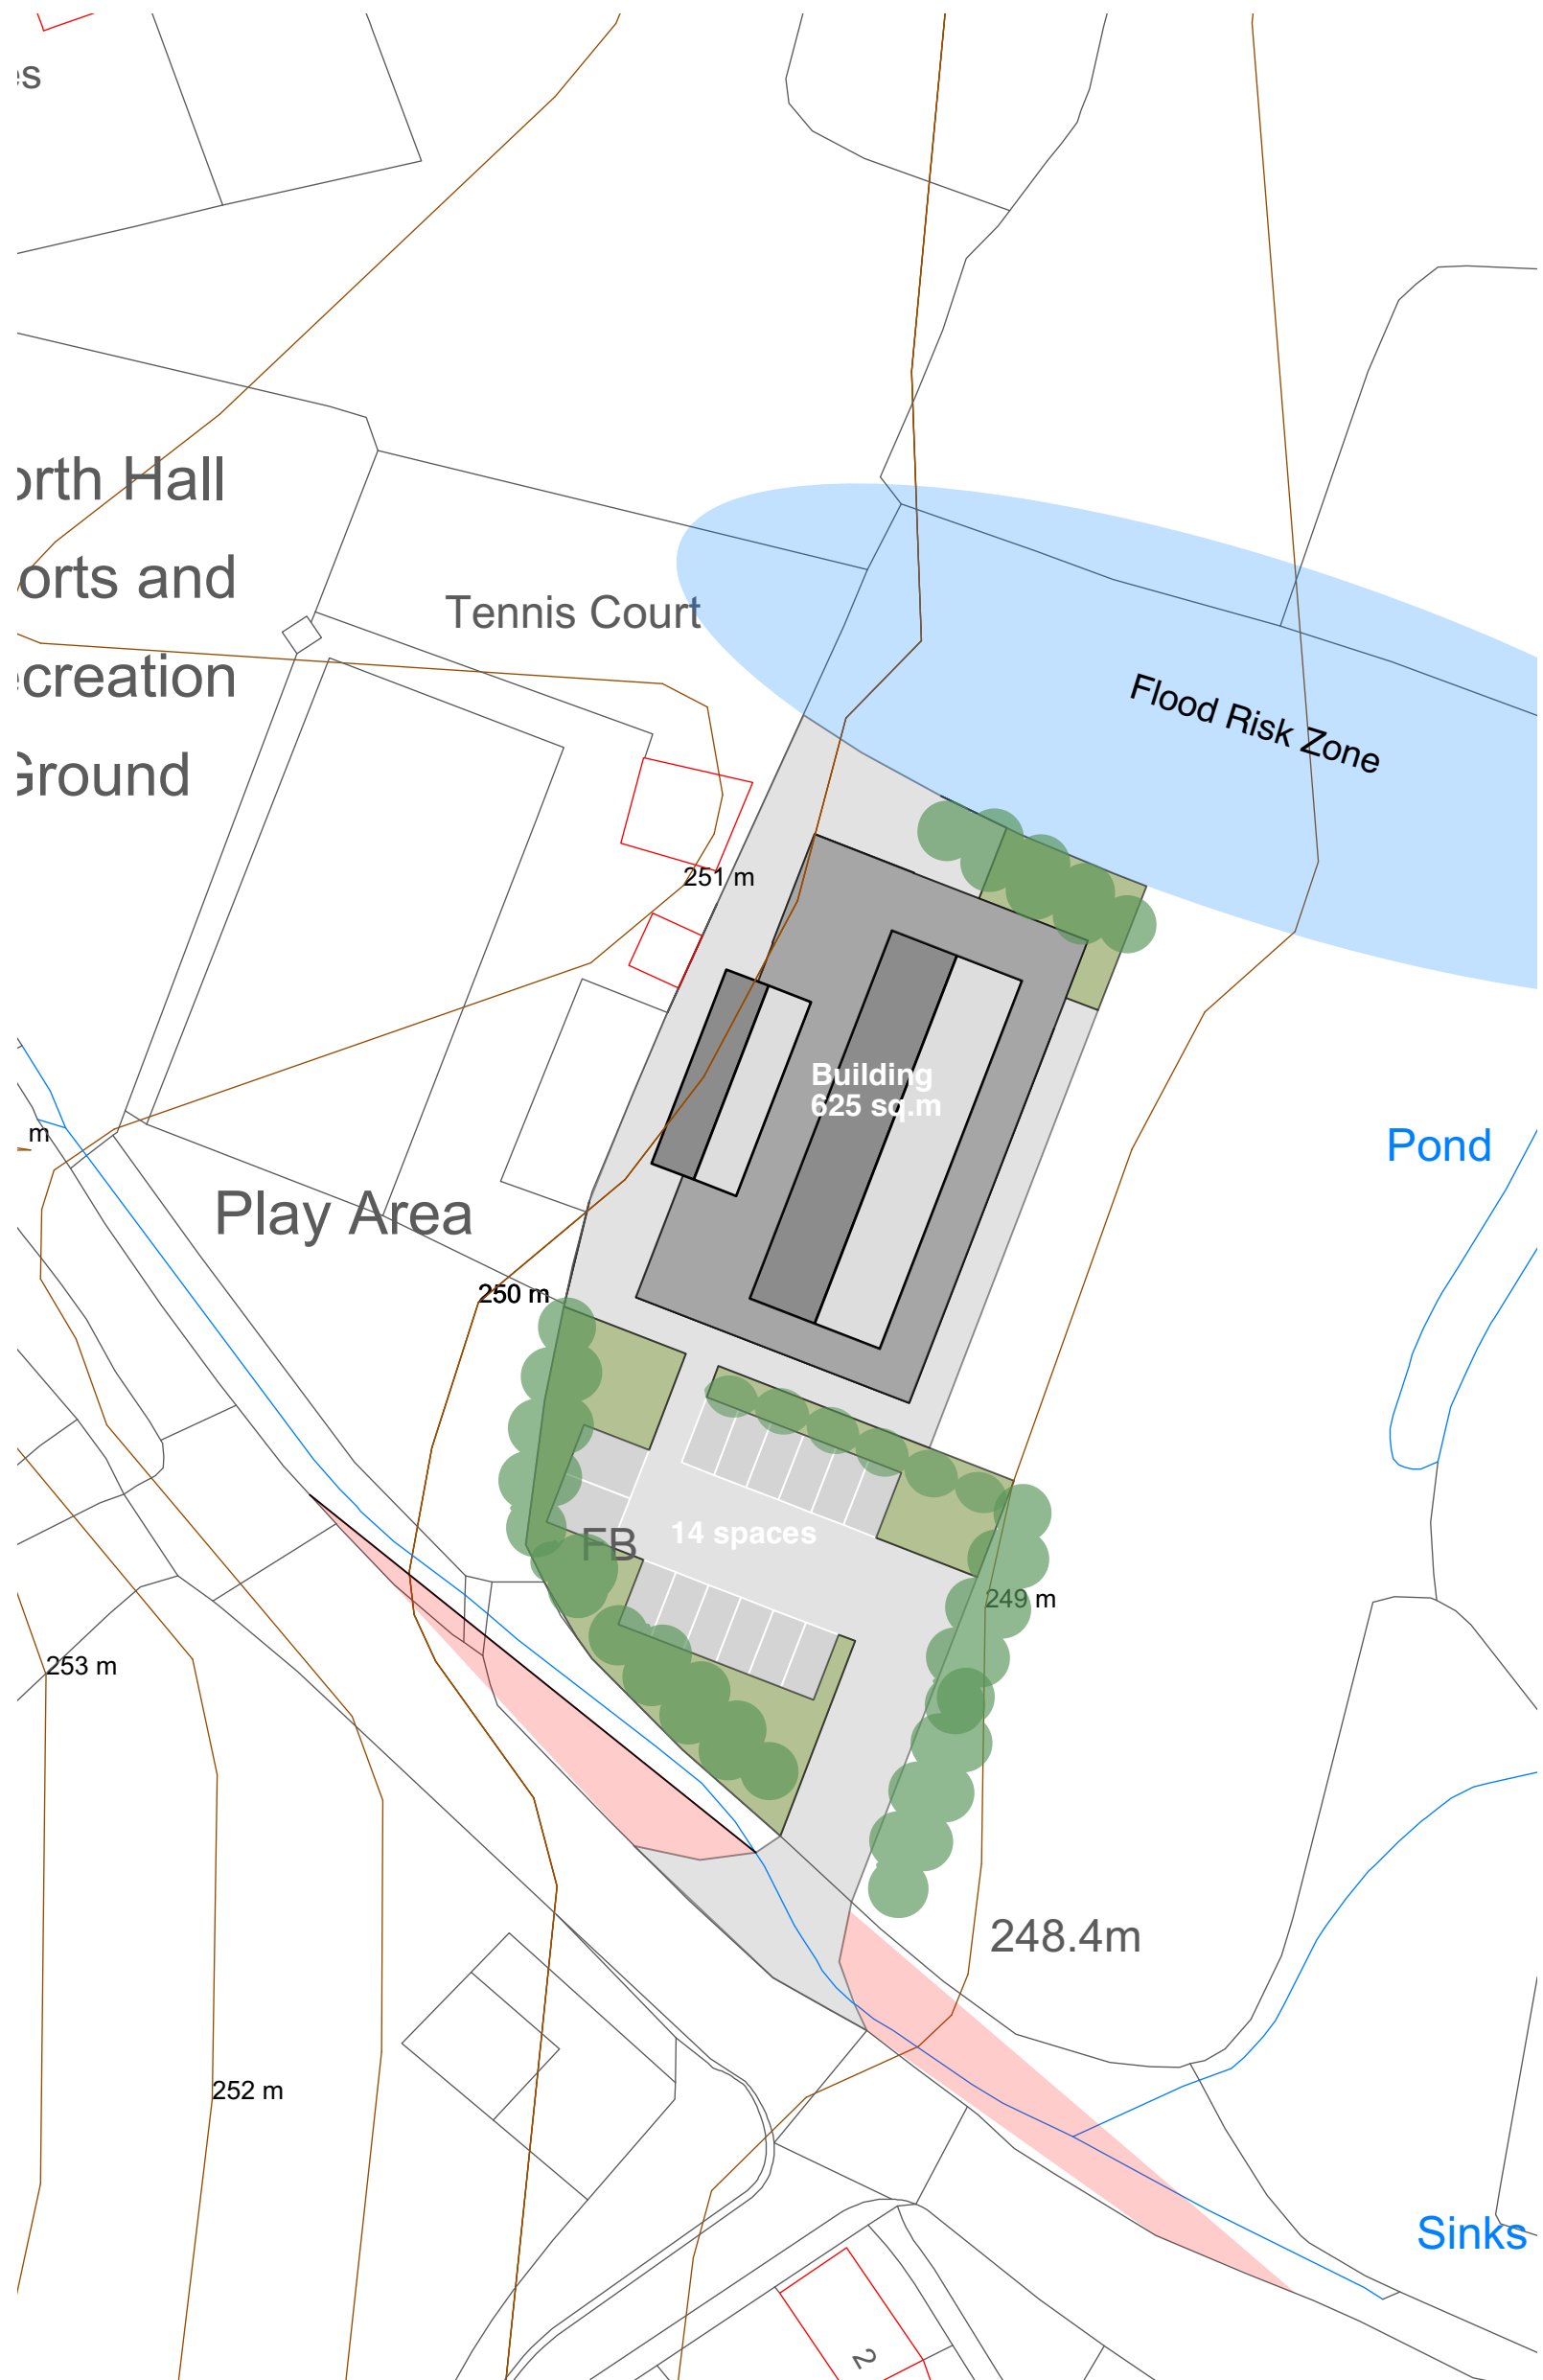 Tennis Court
Flood Risk Zone
251 m
Building
625 sq.m
Pond
m
Play Area
250 m
14 spaces
FB
249 m
253 m
248.4m
252 m
Sinks
2
orth Hall
orts and
creation
Ground
es